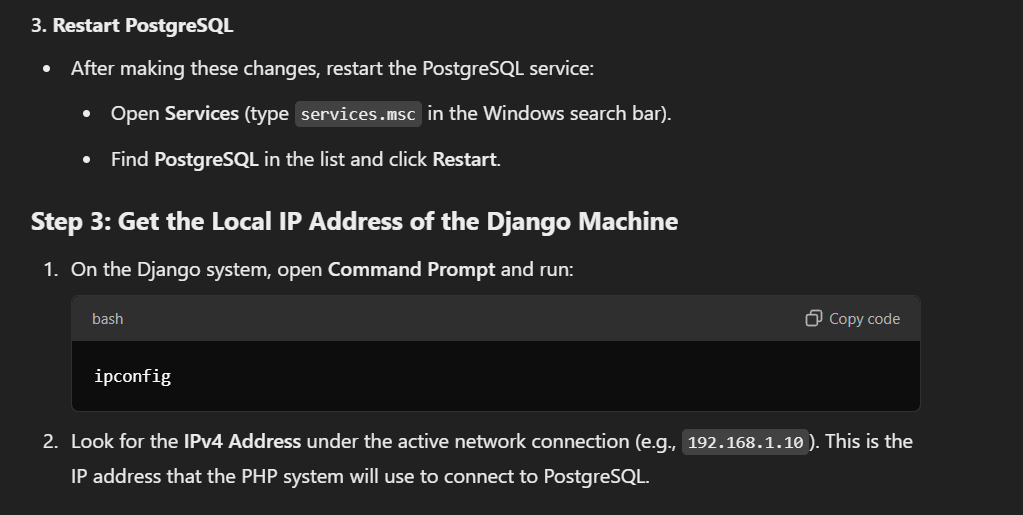 3. Restart PostgreSQL
• After making these changes, restart the PostgreSQL service:
• Open Services (type services.msc in the Windows search bar).
• Find PostgreSQL in the list and click Restart.
Step 3: Get the Local IP Address of the Django Machine
1. On the Django system, open Command Prompt and run:
bash Copy code
ipconfig
2. Look for the IPv4 Address under the active network connection (e.g., 192.168.1.10). This is the
IP address that the PHP system will use to connect to PostgreSQL.